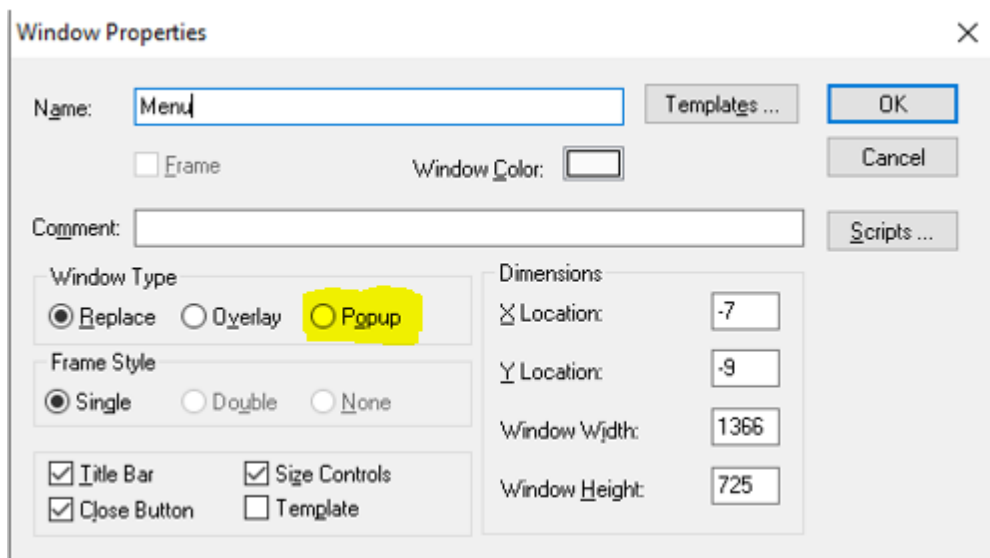 Window Properties
Name: Menu Templates ... OK
Frame Window Color: Cancel
Comment: Scripts ...
Window Type
Replace Overlay Popup
Frame Style
Single Double None
Title Bar Size Controls
Close Button Template
Dimensions
X Location: -7
Y Location: -9
Window Width: 1366
Window Height: 725